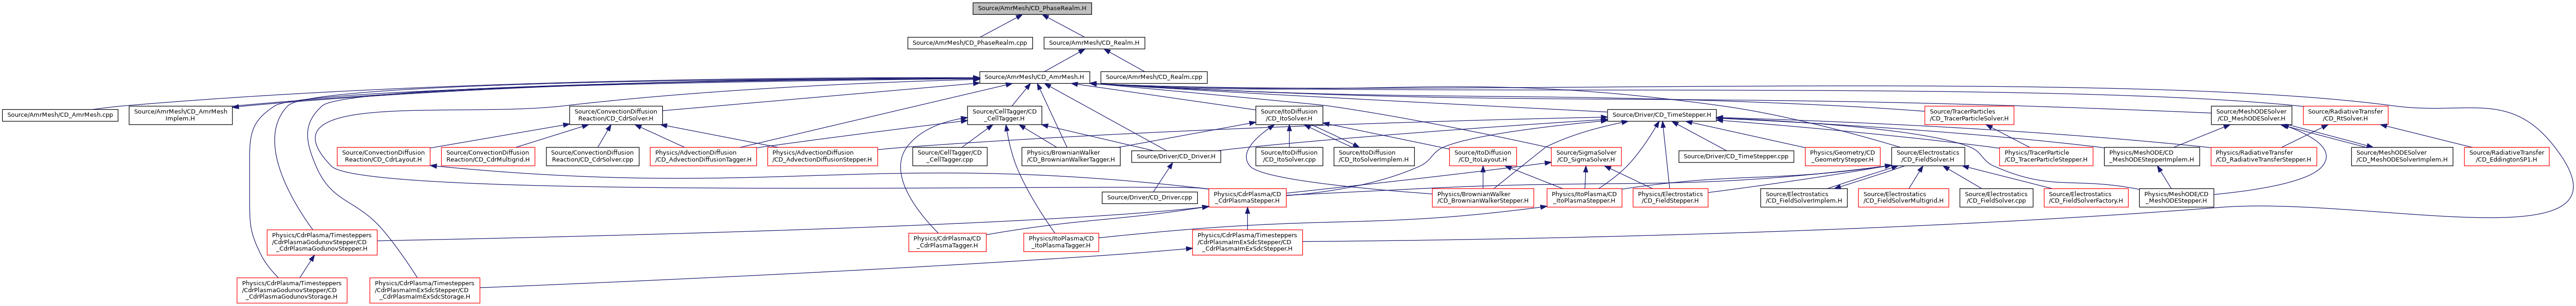 Source/AmrMesh/CD_PhaseRealm.H
Source/AmrMesh/CD_PhaseRealm.cpp
Source/AmrMesh/CD_Realm.H
Source/AmrMesh/CD_AmrMesh.H
Source/AmrMesh/CD_Realm.cpp
Source/AmrMesh/CD_AmrMesh.cpp
Source/AmrMesh/CD_AmrMesh
Implem.H
Source/ConvectionDiffusion
Reaction/CD_CdrSolver.H
Source/CellTagger/CD
_CellTagger.H
Source/ItoDiffusion
/CD_ItoSolver.H
Source/Driver/CD_TimeStepper.H
Source/TracerParticles
/CD_TracerParticleSolver.H
Source/MeshODESolver
/CD_MeshODESolver.H
Source/RadiativeTransfer
/CD_RtSolver.H
Source/ConvectionDiffusion
Reaction/CD_CdrLayout.H
Source/ConvectionDiffusion
Reaction/CD_CdrMultigrid.H
Source/ConvectionDiffusion
Reaction/CD_CdrSolver.cpp
Physics/AdvectionDiffusion
/CD_AdvectionDiffusionTagger.H
Physics/AdvectionDiffusion
/CD_AdvectionDiffusionStepper.H
Source/CellTagger/CD
_CellTagger.cpp
Physics/BrownianWalker
/CD_BrownianWalkerTagger.H
Source/Driver/CD_Driver.H
Source/ItoDiffusion
/CD_ItoSolver.cpp
Source/ItoDiffusion
/CD_ItoSolverImplem.H
Source/ItoDiffusion
/CD_ItoLayout.H
Source/SigmaSolver
/CD_SigmaSolver.H
Source/Driver/CD_TimeStepper.cpp
Physics/Geometry/CD
_GeometryStepper.H
Source/Electrostatics
/CD_FieldSolver.H
Physics/TracerParticle
/CD_TracerParticleStepper.H
Physics/MeshODE/CD
_MeshODEStepperImplem.H
Physics/RadiativeTransfer
/CD_RadiativeTransferStepper.H
Source/MeshODESolver
/CD_MeshODESolverImplem.H
Source/RadiativeTransfer
/CD_EddingtonSP1.H
Source/Driver/CD_Driver.cpp
Physics/CdrPlasma/CD
_CdrPlasmaStepper.H
Physics/BrownianWalker
/CD_BrownianWalkerStepper.H
Physics/ItoPlasma/CD
_ItoPlasmaStepper.H
Physics/Electrostatics
/CD_FieldStepper.H
Source/Electrostatics
/CD_FieldSolverImplem.H
Source/Electrostatics
/CD_FieldSolverMultigrid.H
Source/Electrostatics
/CD_FieldSolver.cpp
Source/Electrostatics
/CD_FieldSolverFactory.H
Physics/MeshODE/CD
_MeshODEStepper.H
Physics/CdrPlasma/Timesteppers
/CdrPlasmaGodunovStepper/CD
_CdrPlasmaGodunovStepper.H
Physics/CdrPlasma/CD
_CdrPlasmaTagger.H
Physics/ItoPlasma/CD
_ItoPlasmaTagger.H
Physics/CdrPlasma/Timesteppers
/CdrPlasmaImExSdcStepper/CD
_CdrPlasmaImExSdcStepper.H
Physics/CdrPlasma/Timesteppers
/CdrPlasmaGodunovStepper/CD
_CdrPlasmaGodunovStorage.H
Physics/CdrPlasma/Timesteppers
/CdrPlasmaImExSdcStepper/CD
_CdrPlasmaImExSdcStorage.H